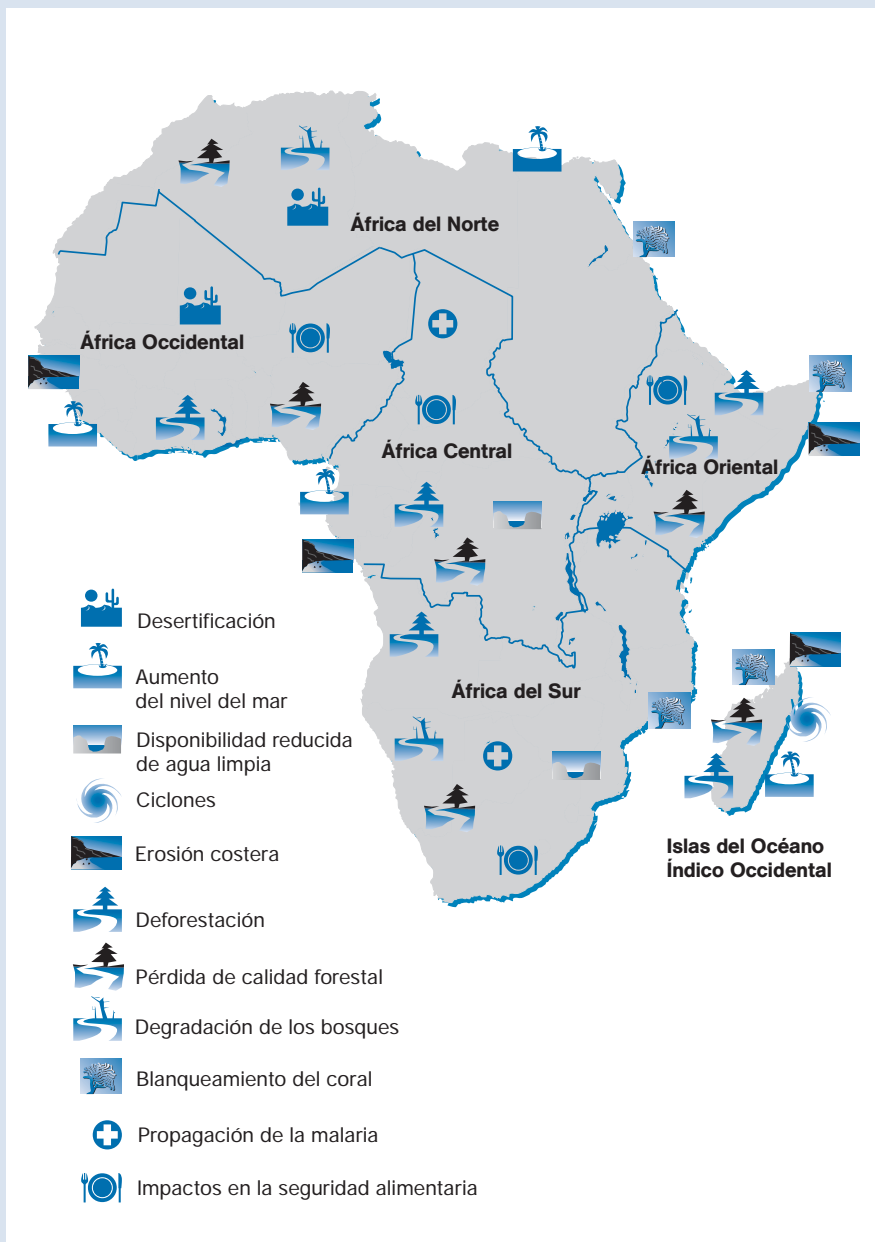 África del Norte
África Occidental
África Central
África Oriental
África del Sur
Islas del Océano
Índico Occidental
Desertificación
Aumento
del nivel del mar
Disponibilidad reducida
de agua limpia
Ciclones
Erosión costera
Deforestación
Pérdida de calidad forestal
Degradación de los bosques
Blanqueamiento del coral
Propagación de la malaria
Impactos en la seguridad alimentaria